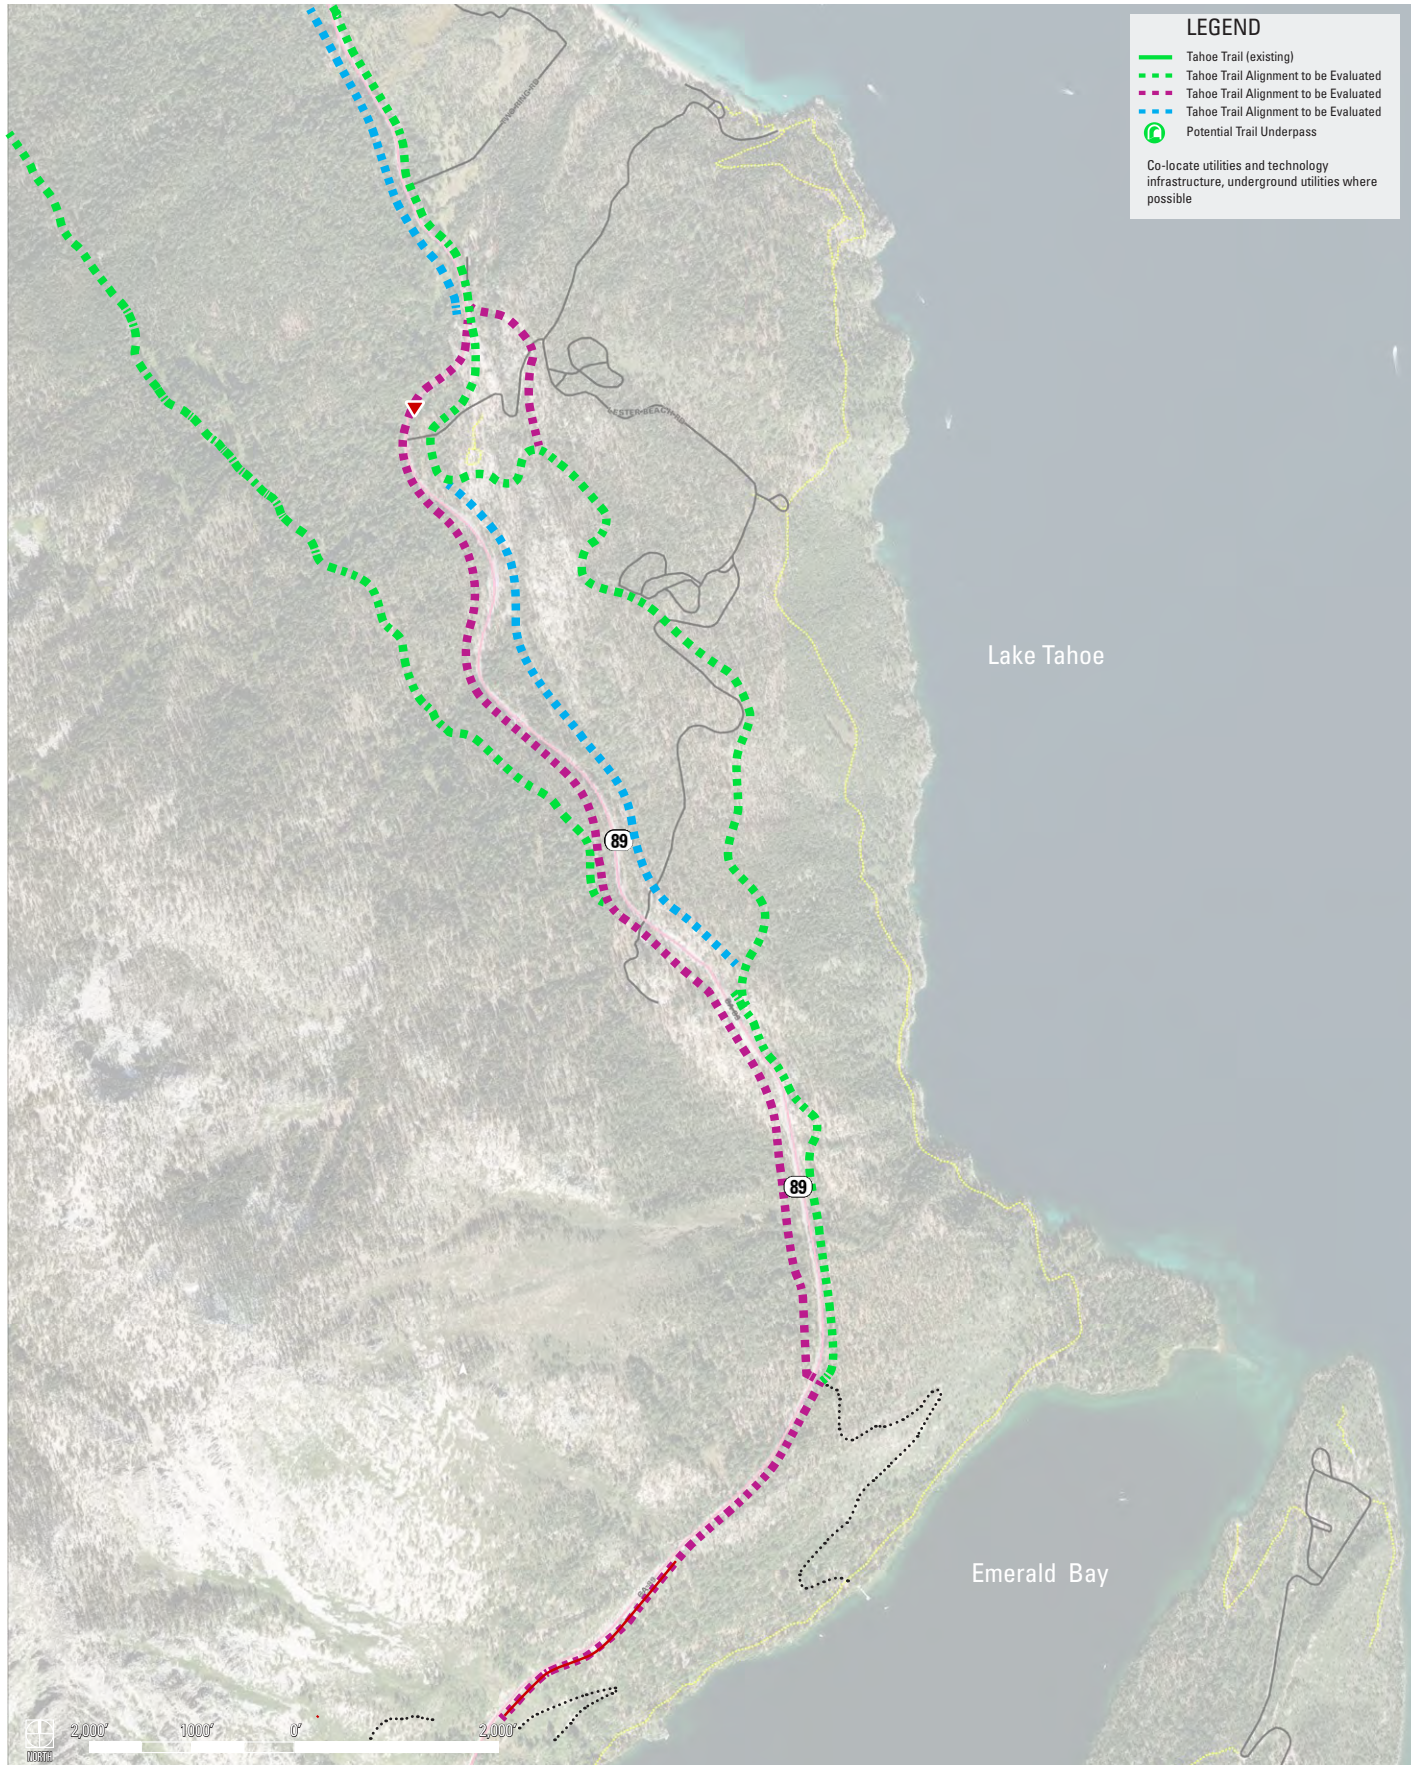 LEGEND
Tahoe Trail (existing)
Tahoe Trail Alignment to be Evaluated
Tahoe Trail Alignment to be Evaluated
Tahoe Trail Alignment to be Evaluated
Potential Trail Underpass
Co-locate utilities and technology
infrastructure, underground utilities where
possible
Lake Tahoe
89
89
Emerald Bay
2,000' 1000' 0' 2,000'
NORTH